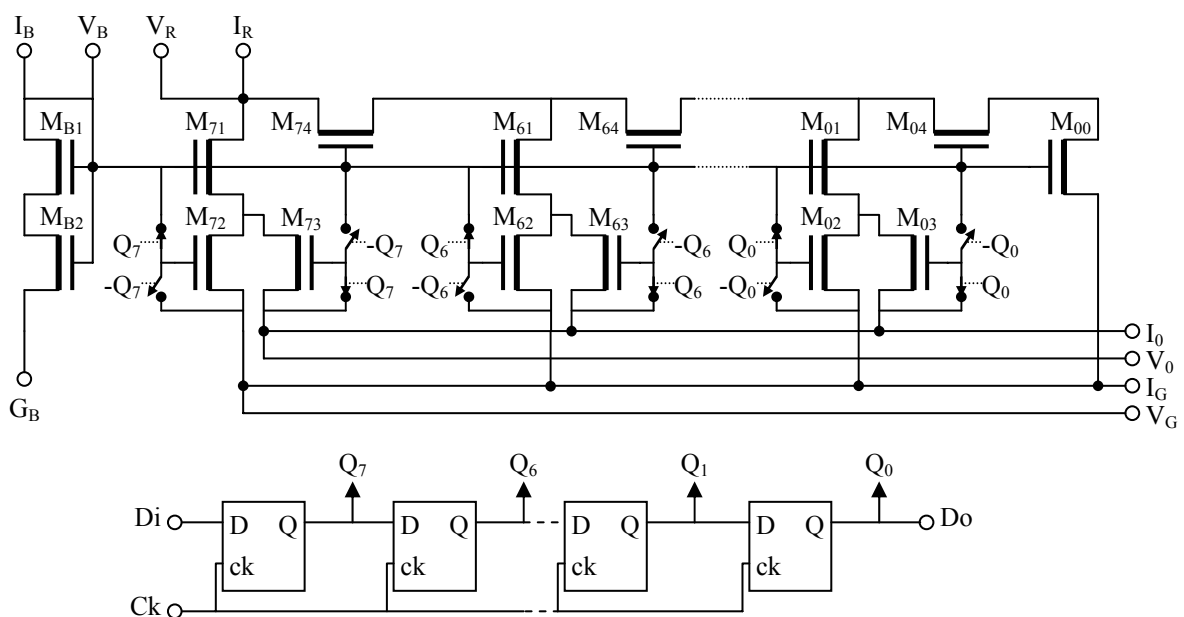 I_B V_B V_R I_R
M_B1 M_71 M_74 M_61 M_64 M_01 M_04 M_00
M_B2 M_72 M_73 M_62 M_63 M_02 M_03
Q_7 -Q_7 Q_6 -Q_6 Q_0 -Q_0
-Q_7 Q_7 -Q_6 Q_6 -Q_0 Q_0
I_0
V_0
G_B I_G
V_G
Q_7 Q_6 Q_1 Q_0
Di D Q D Q D Q D Q Do
ck ck ck ck
Ck